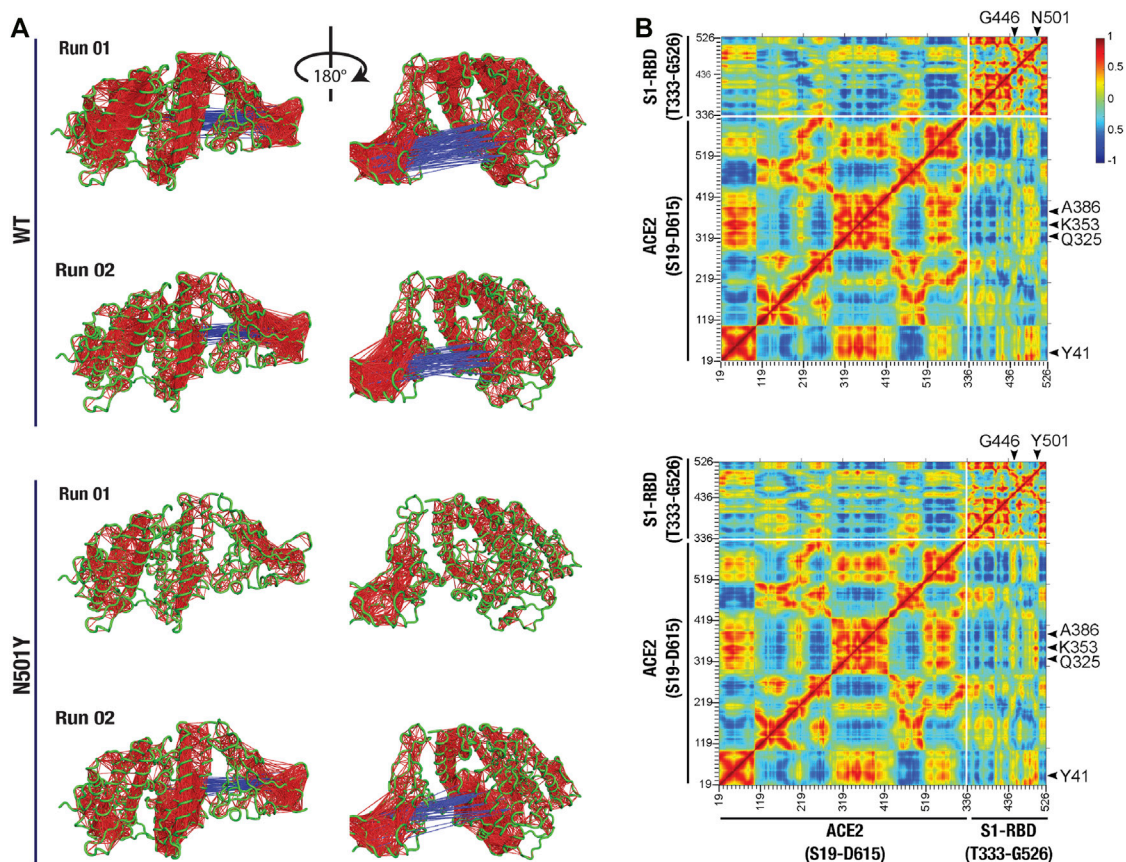 A
WT
Run 01
180°
Run 02
N501Y
Run 01
Run 02
B
G446 N501
S1-RBD
(T333-G526)
526
436
336
ACE2
(S19-D615)
519
419
319
219
119
19
1
0.5
0
0.5
-1
A386
K353
Q325
Y41
19 119 219 319 419 519 336 436 526
G446 Y501
S1-RBD
(T333-G526)
526
436
336
ACE2
(S19-D615)
519
419
319
219
119
19
A386
K353
Q325
Y41
19 119 219 319 419 519 336 436 526
ACE2
(S19-D615)
S1-RBD
(T333-G526)